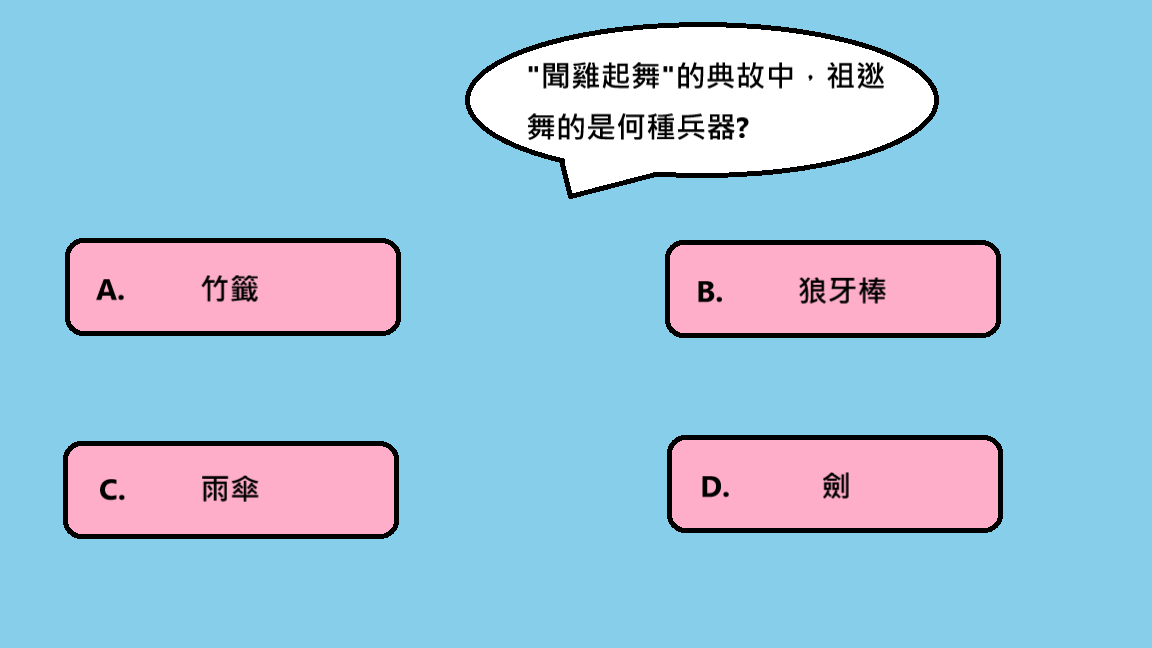 "聞雞起舞"的典故中，祖逖
舞的是何種兵器?
A. 竹籤
B. 狼牙棒
C. 雨傘
D. 劍